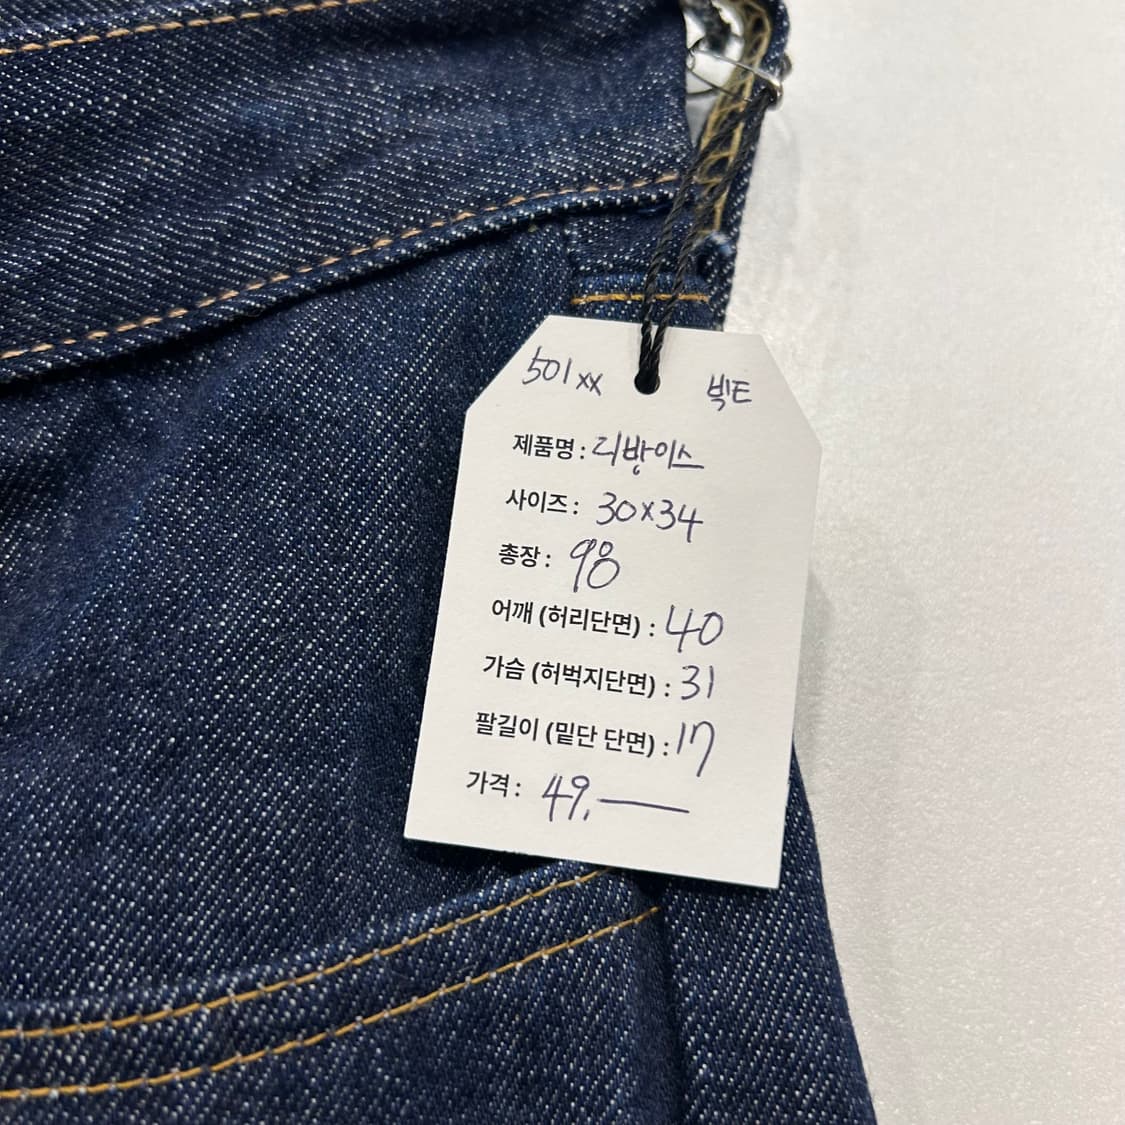 501xx 빅E
제품명 : 리바이스
사이즈 : 30x34
총장 : 98
어깨 (허리단면) : 40
가슴 (허벅지단면) : 31
팔길이 (밑단 단면) : 17
가격 : 49,—